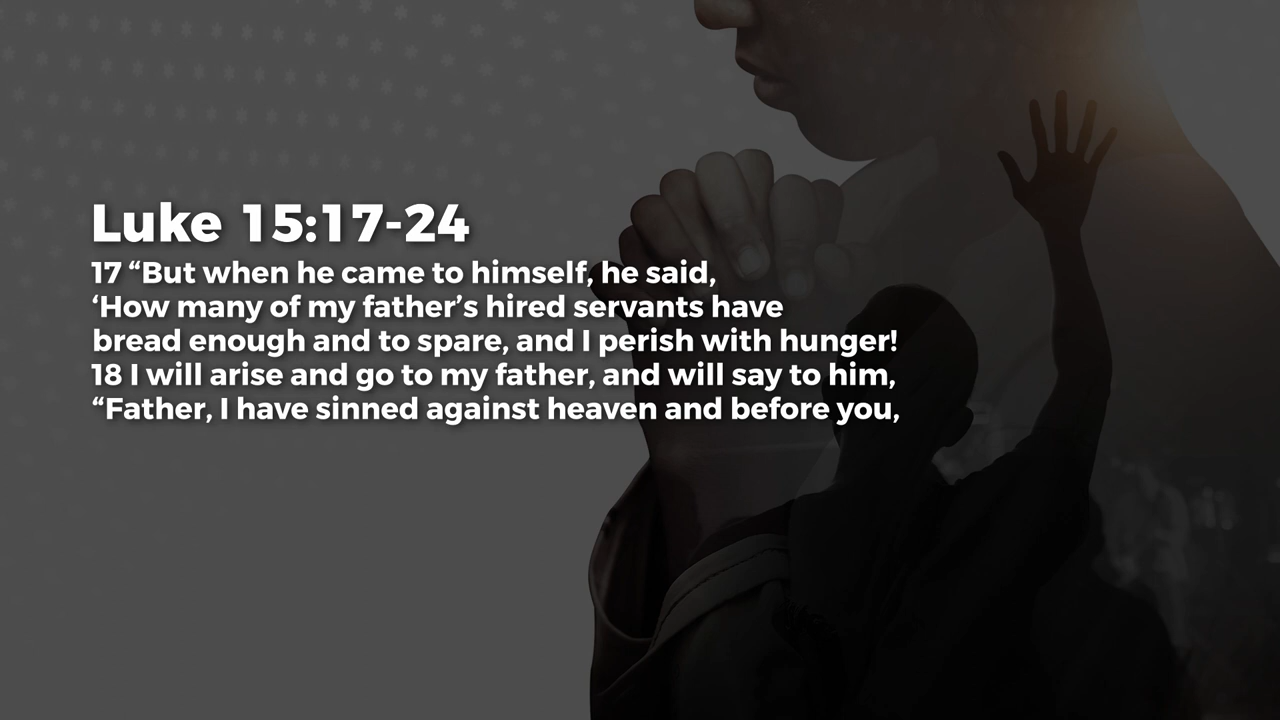 Luke 15:17-24
17 “But when he came to himself, he said,
‘How many of my father’s hired servants have
bread enough and to spare, and I perish with hunger!
18 I will arise and go to my father, and will say to him,
“Father, I have sinned against heaven and before you,